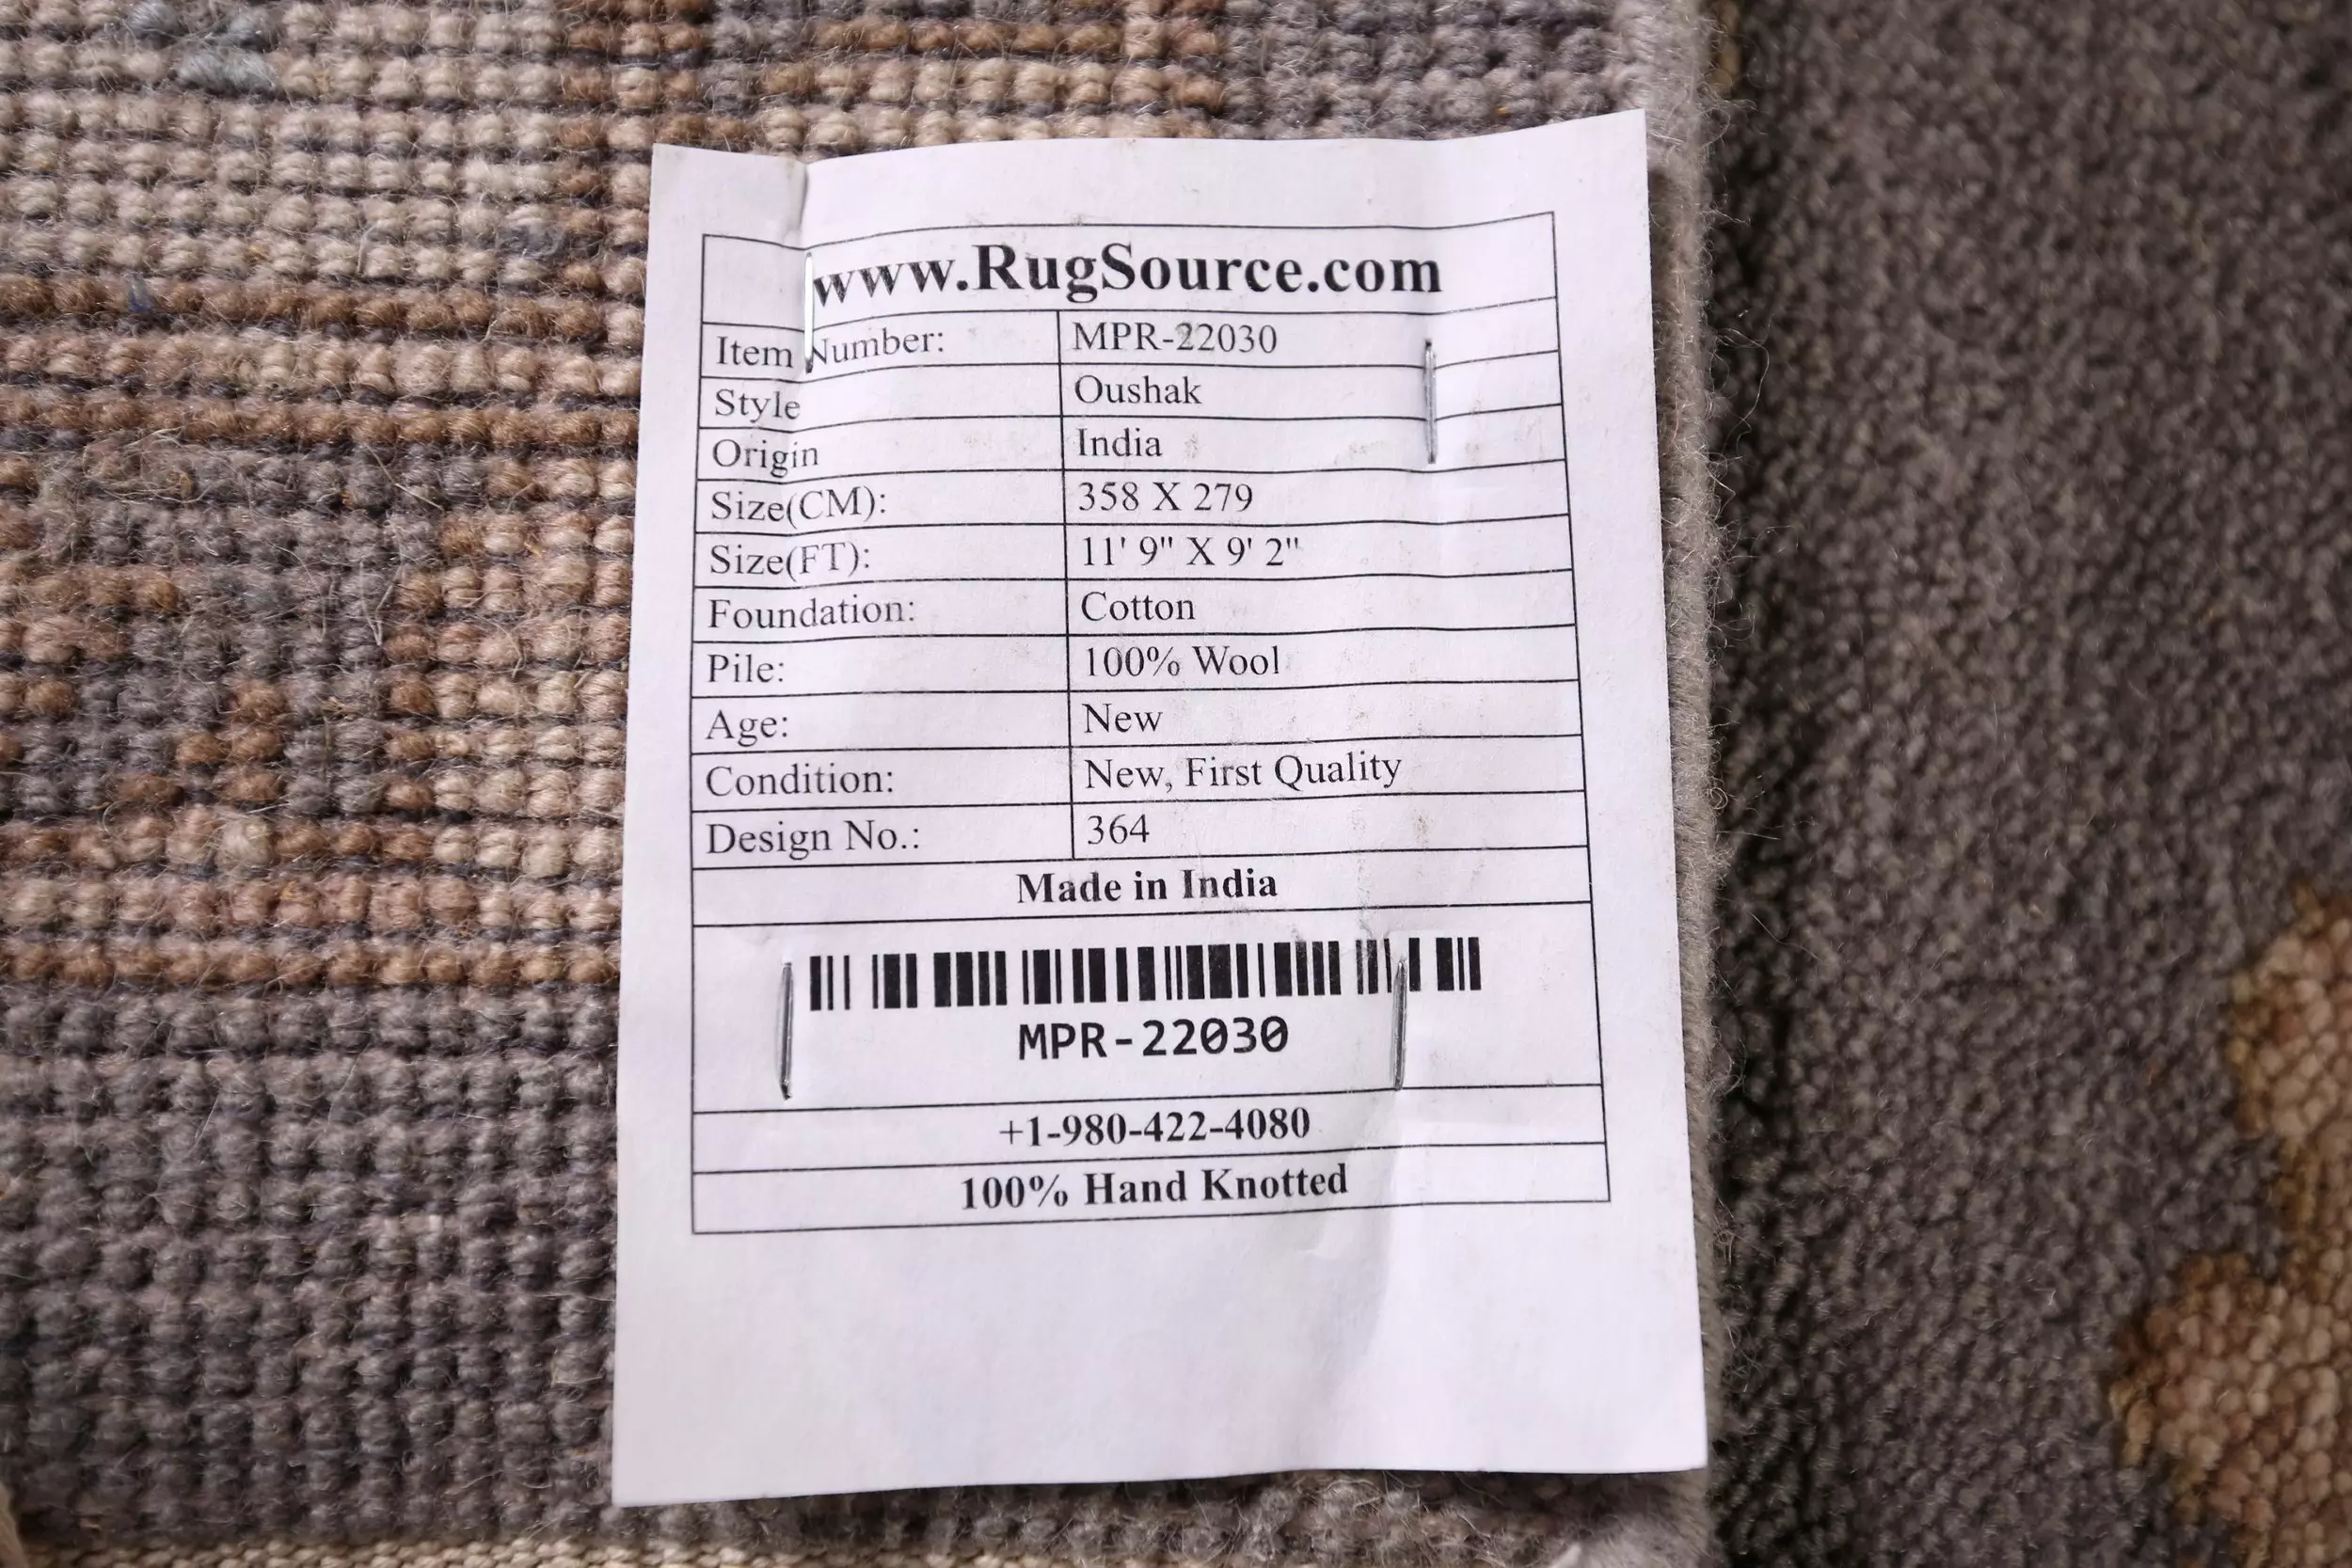 www.RugSource.com
Item Number: MPR-22030
Style Oushak
Origin India
Size(CM): 358 X 279
Size(FT): 11' 9" X 9' 2"
Foundation: Cotton
Pile: 100% Wool
Age: New
Condition: New, First Quality
Design No.: 364
Made in India
MPR-22030
+1-980-422-4080
100% Hand Knotted